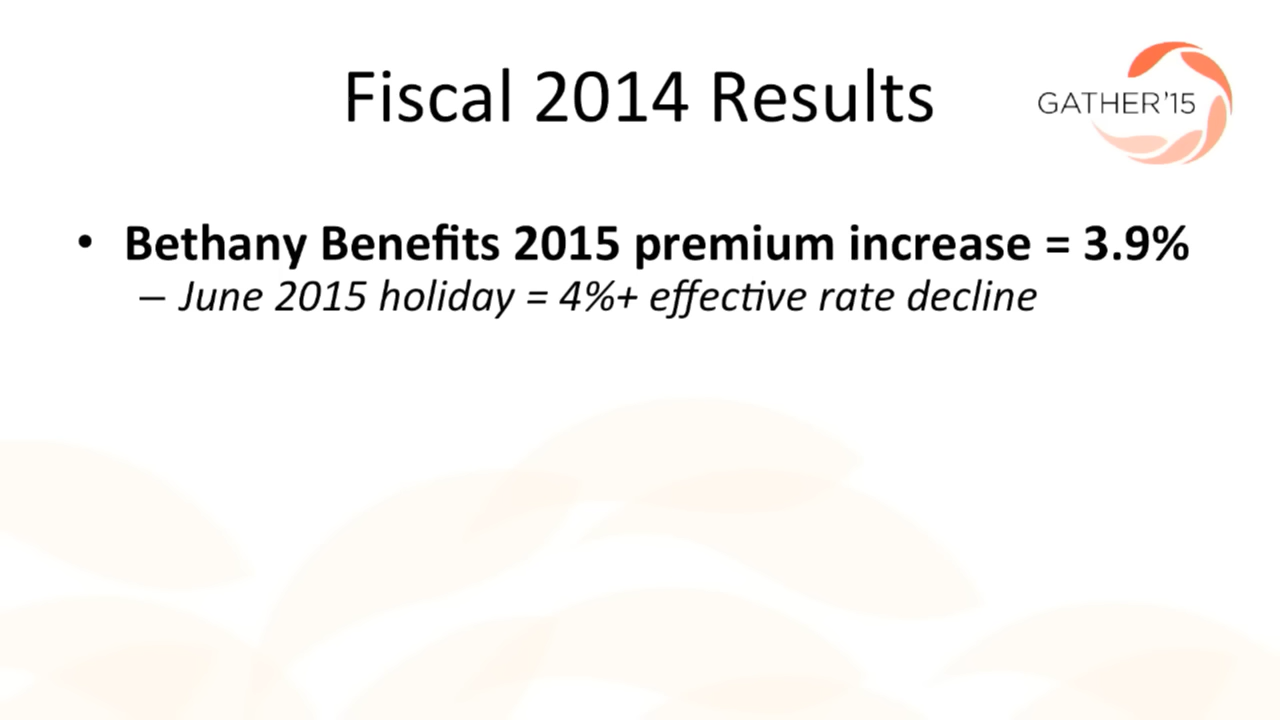 Fiscal 2014 Results
GATHER'15
• Bethany Benefits 2015 premium increase = 3.9%
– June 2015 holiday = 4%+ effective rate decline